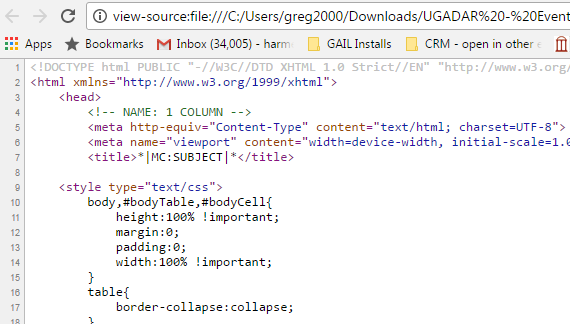 view-source:file:///C:/Users/greg2000/Downloads/UGADAR%20-%20Event
Apps Bookmarks Inbox (34,005) - harm GAIL Installs CRM - open in other
1 <!DOCTYPE html PUBLIC "-//W3C//DTD XHTML 1.0 Strict//EN" "http://www.w3.org/
2 <html xmlns="http://www.w3.org/1999/xhtml">
3 <head>
4 <!-- NAME: 1 COLUMN -->
5 <meta http-equiv="Content-Type" content="text/html; charset=UTF-8">
6 <meta name="viewport" content="width=device-width, initial-scale=1.0
7 <title>*|MC:SUBJECT|*</title>
8
9 <style type="text/css">
10 body,#bodyTable,#bodyCell{
11 height:100% !important;
12 margin:0;
13 padding:0;
14 width:100% !important;
15 }
16 table{
17 border-collapse:collapse;
18 }